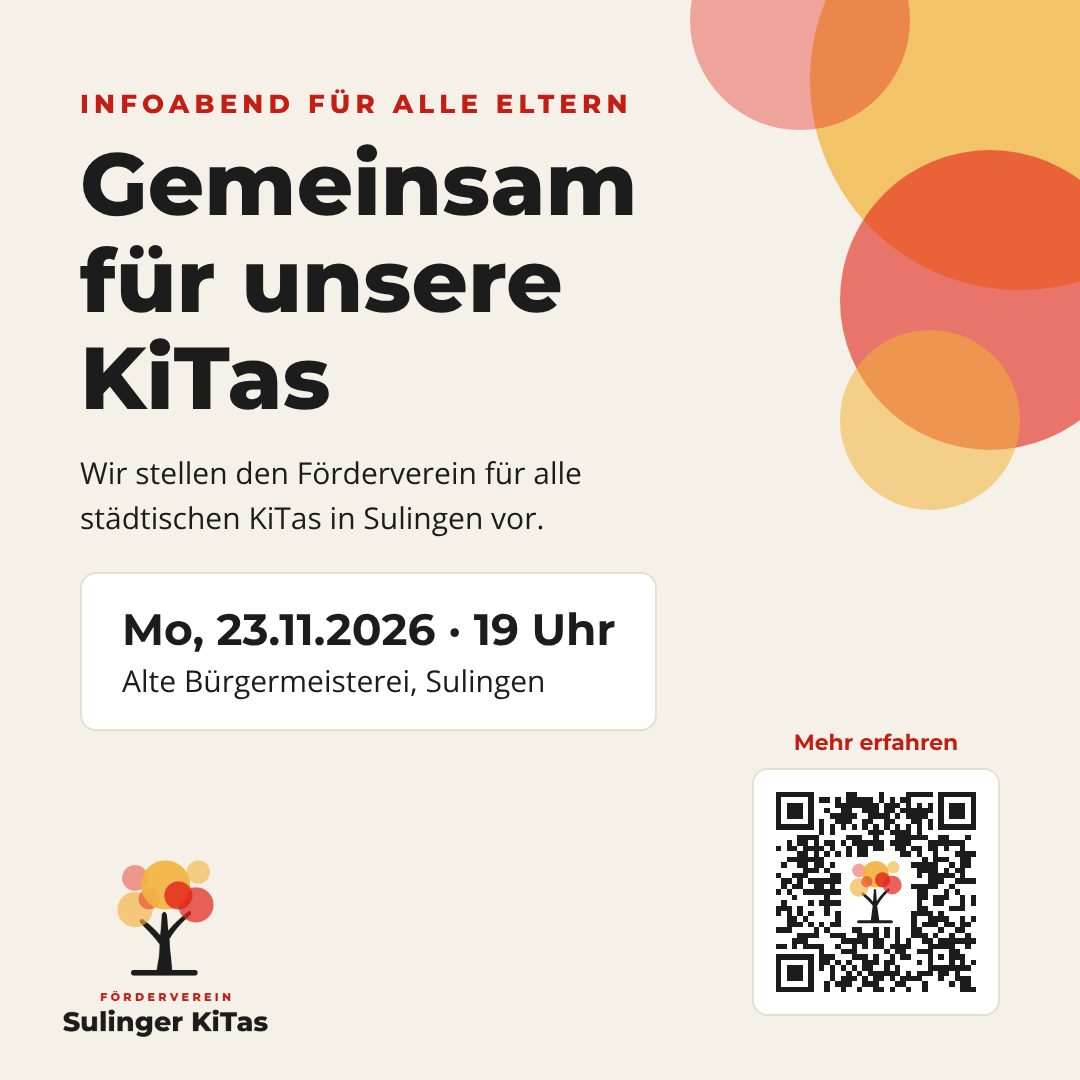 INFOABEND FÜR ALLE ELTERN
Gemeinsam
für unsere
KiTas
Wir stellen den Förderverein für alle
städtischen KiTas in Sulingen vor.
Mo, 23.11.2026 · 19 Uhr
Alte Bürgermeisterei, Sulingen
Mehr erfahren
FÖRDERVEREIN
Sulinger KiTas